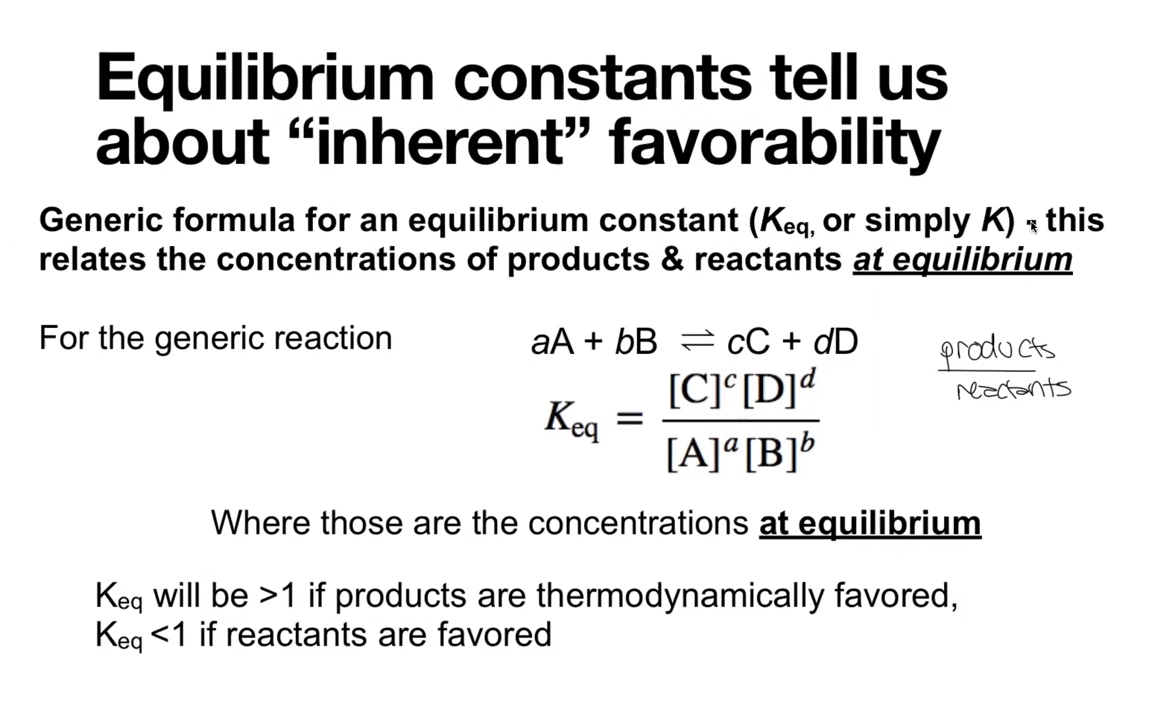 Equilibrium constants tell us
about “inherent” favorability
Generic formula for an equilibrium constant (Keq, or simply K) - this
relates the concentrations of products & reactants at equilibrium
For the generic reaction aA + bB ⇌ cC + dD
products
reactants
Keq = [C]^c [D]^d / [A]^a [B]^b
Where those are the concentrations at equilibrium
Keq will be >1 if products are thermodynamically favored,
Keq <1 if reactants are favored